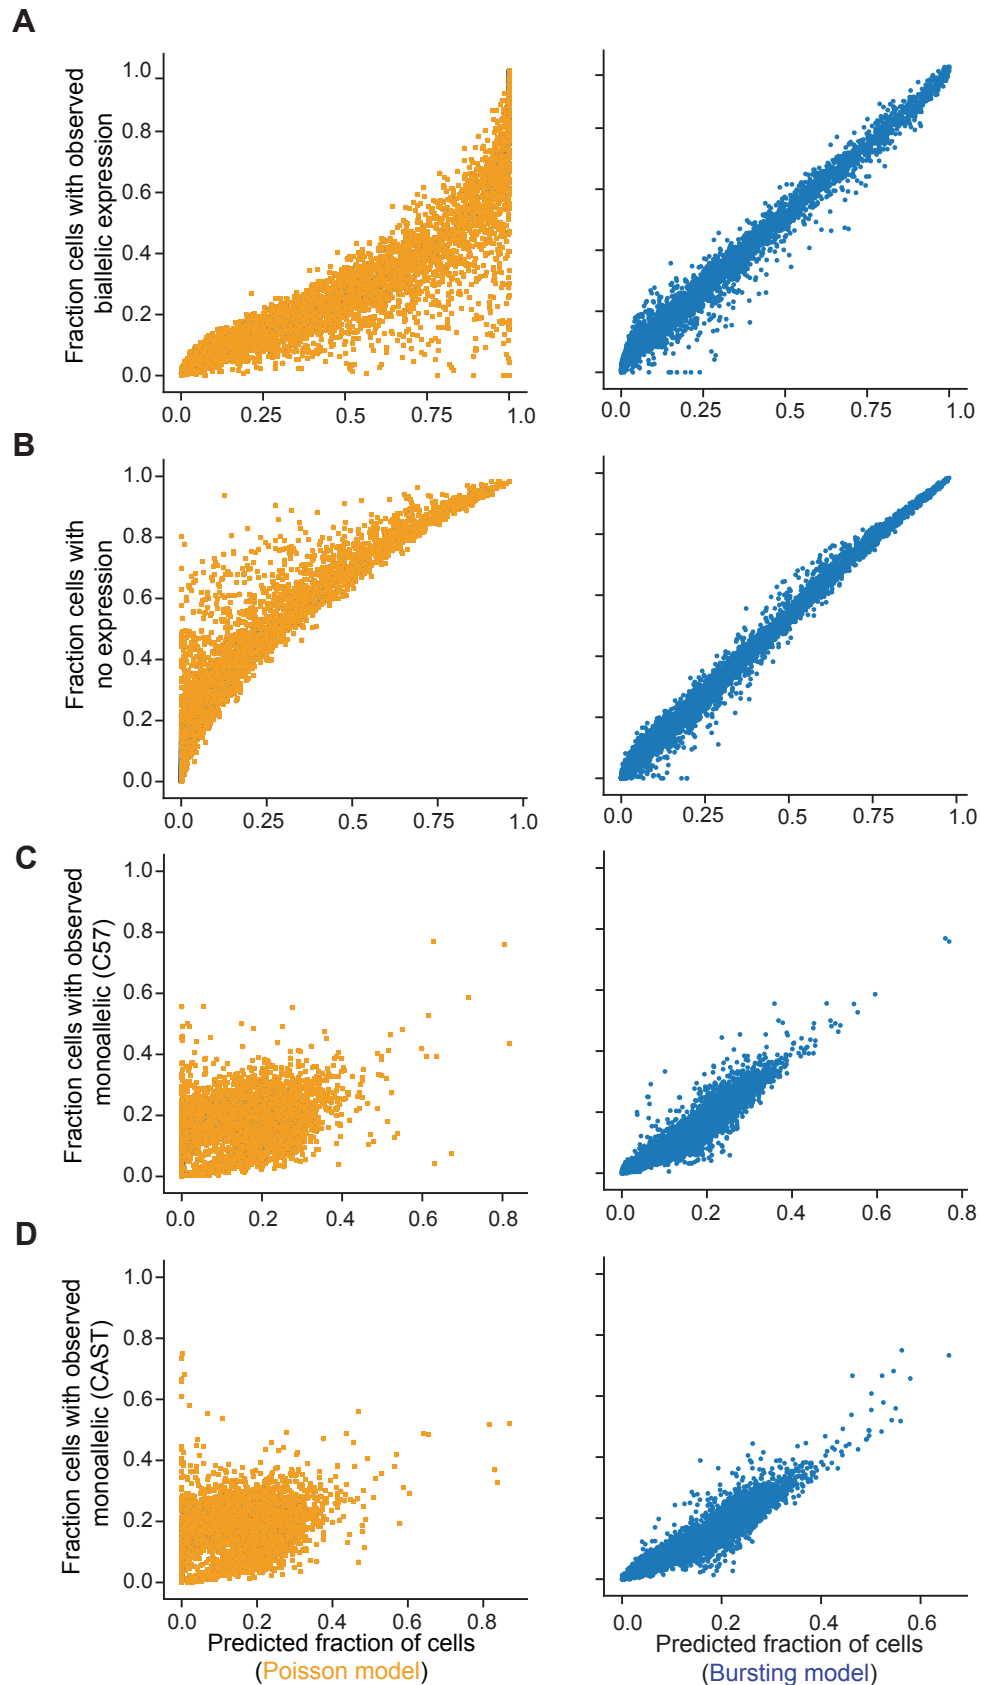 A
Fraction cells with observed
biallelic expression
1.0
0.8
0.6
0.4
0.2
0.0
0.0 0.25 0.5 0.75 1.0
0.0 0.25 0.5 0.75 1.0
B
Fraction cells with
no expression
1.0
0.8
0.6
0.4
0.2
0.0
0.0 0.25 0.5 0.75 1.0
0.0 0.25 0.5 0.75 1.0
C
Fraction cells with observed
monoallelic (C57)
1.0
0.8
0.6
0.4
0.2
0.0
0.0 0.2 0.4 0.6 0.8
0.0 0.2 0.4 0.6 0.8
D
Fraction cells with observed
monoallelic (CAST)
1.0
0.8
0.6
0.4
0.2
0.0
0.0 0.2 0.4 0.6 0.8
0.0 0.2 0.4 0.6
Predicted fraction of cells
(Poisson model)
Predicted fraction of cells
(Bursting model)